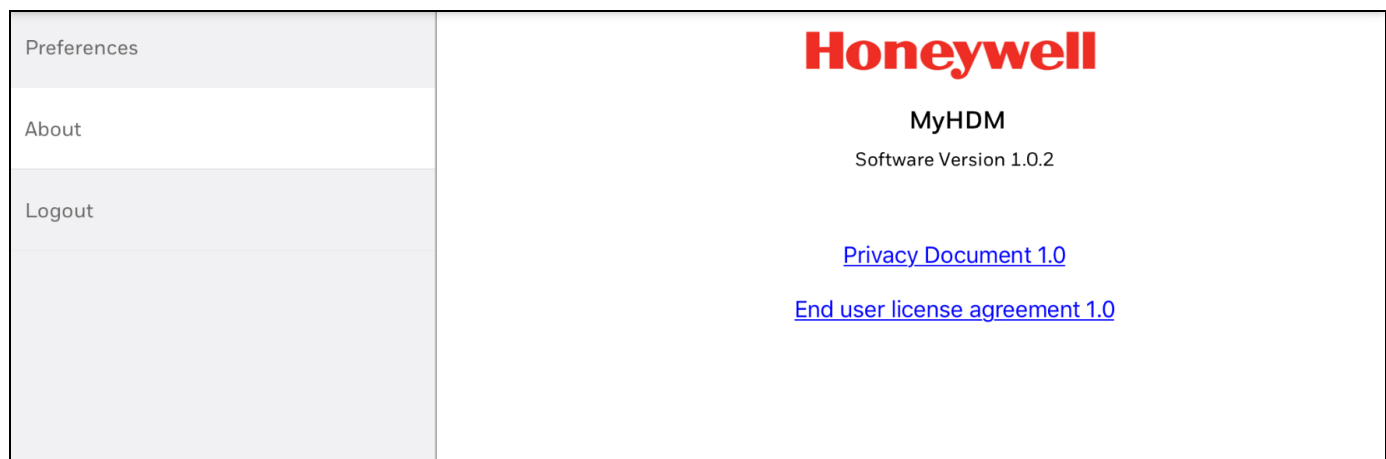 Preferences
About
Logout
Honeywell
MyHDM
Software Version 1.0.2
Privacy Document 1.0
End user license agreement 1.0